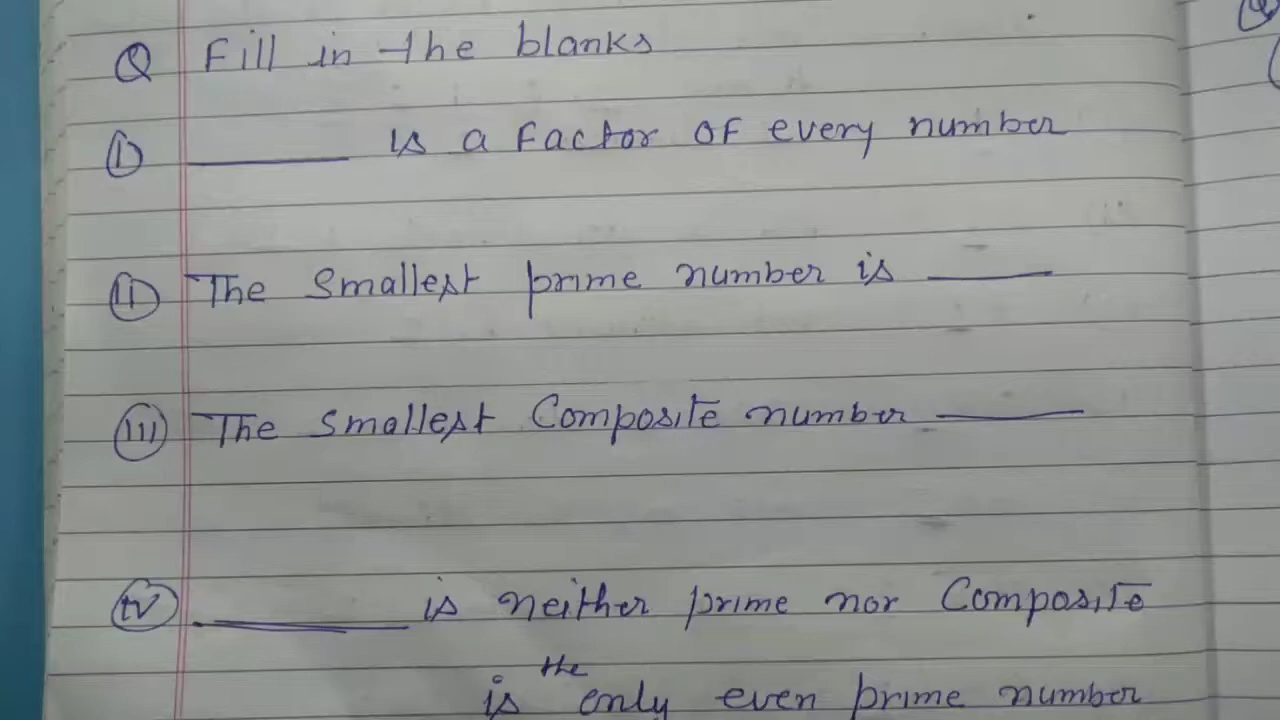 Q Fill in the blanks
i ______ is a factor of every number
ii The Smallest prime number is ______
iii The Smallest Composite number ______
iv ______ is neither prime nor Composite
is the only even prime number